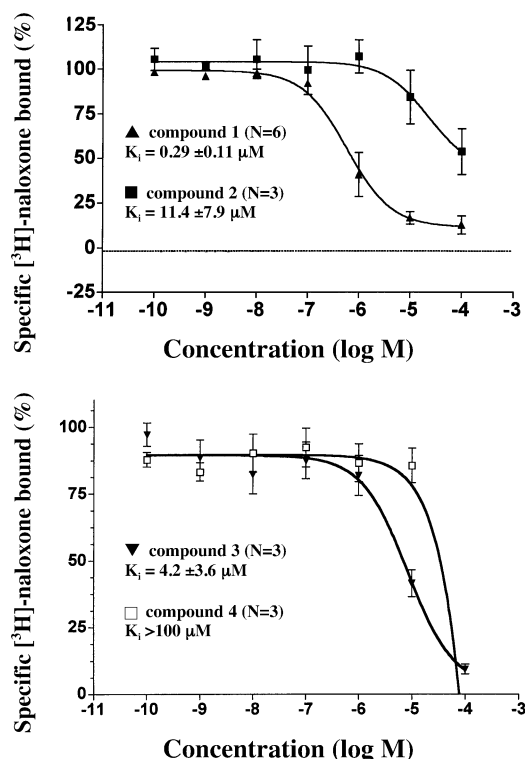 Specific [³H]-naloxone bound (%)
125
100
75
50
25
0
-25
▲ compound 1 (N=6)
Kᵢ = 0.29 ±0.11 µM
■ compound 2 (N=3)
Kᵢ = 11.4 ±7.9 µM
-11 -10 -9 -8 -7 -6 -5 -4 -3
Concentration (log M)
Specific [³H]-naloxone bound (%)
100
75
50
25
0
▼ compound 3 (N=3)
Kᵢ = 4.2 ±3.6 µM
□ compound 4 (N=3)
Kᵢ >100 µM
-11 -10 -9 -8 -7 -6 -5 -4 -3
Concentration (log M)